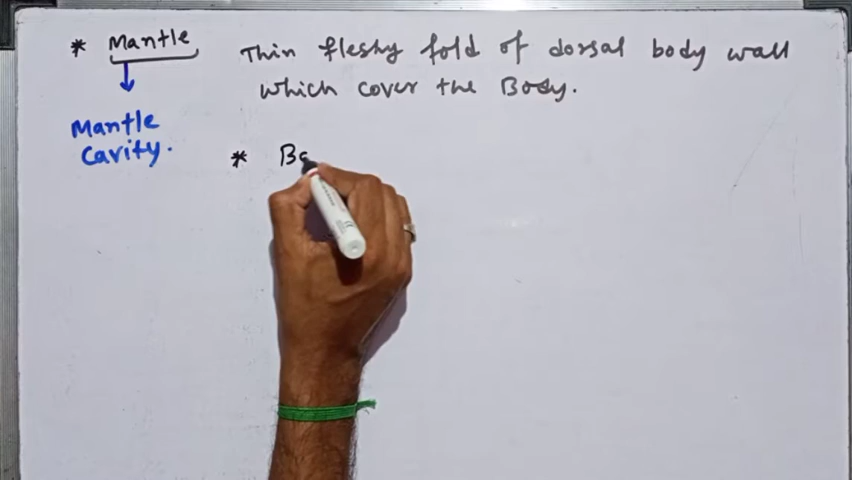 * Mantle Thin fleshy fold of dorsal body wall
which cover the Body.
Mantle
Cavity.
*